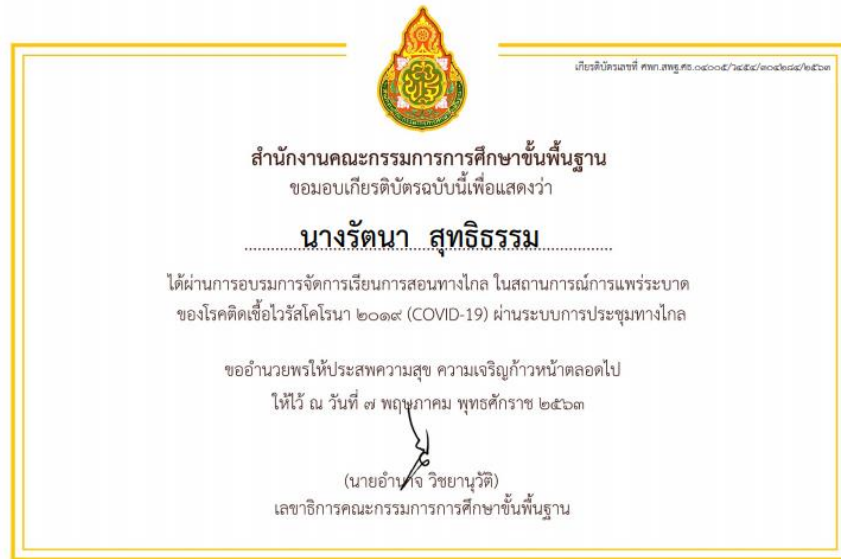 เกียรติบัตรเลขที่ ศพก.สพฐ.ศธ.๐๔๐๐๕/๖๔๕๔/๓๐๔๒๘๔/๒๕๖๓
สำนักงานคณะกรรมการการศึกษาขั้นพื้นฐาน
ขอมอบเกียรติบัตรฉบับนี้เพื่อแสดงว่า
นางรัตนา สุทธิธรรม
ได้ผ่านการอบรมการจัดการเรียนการสอนทางไกล ในสถานการณ์การแพร่ระบาด
ของโรคติดเชื้อไวรัสโคโรนา ๒๐๑๙ (COVID-19) ผ่านระบบการประชุมทางไกล
ขออำนวยพรให้ประสพความสุข ความเจริญก้าวหน้าตลอดไป
ให้ไว้ ณ วันที่ ๗ พฤษภาคม พุทธศักราช ๒๕๖๓
(นายอำนาจ วิชยานุวัติ)
เลขาธิการคณะกรรมการการศึกษาขั้นพื้นฐาน